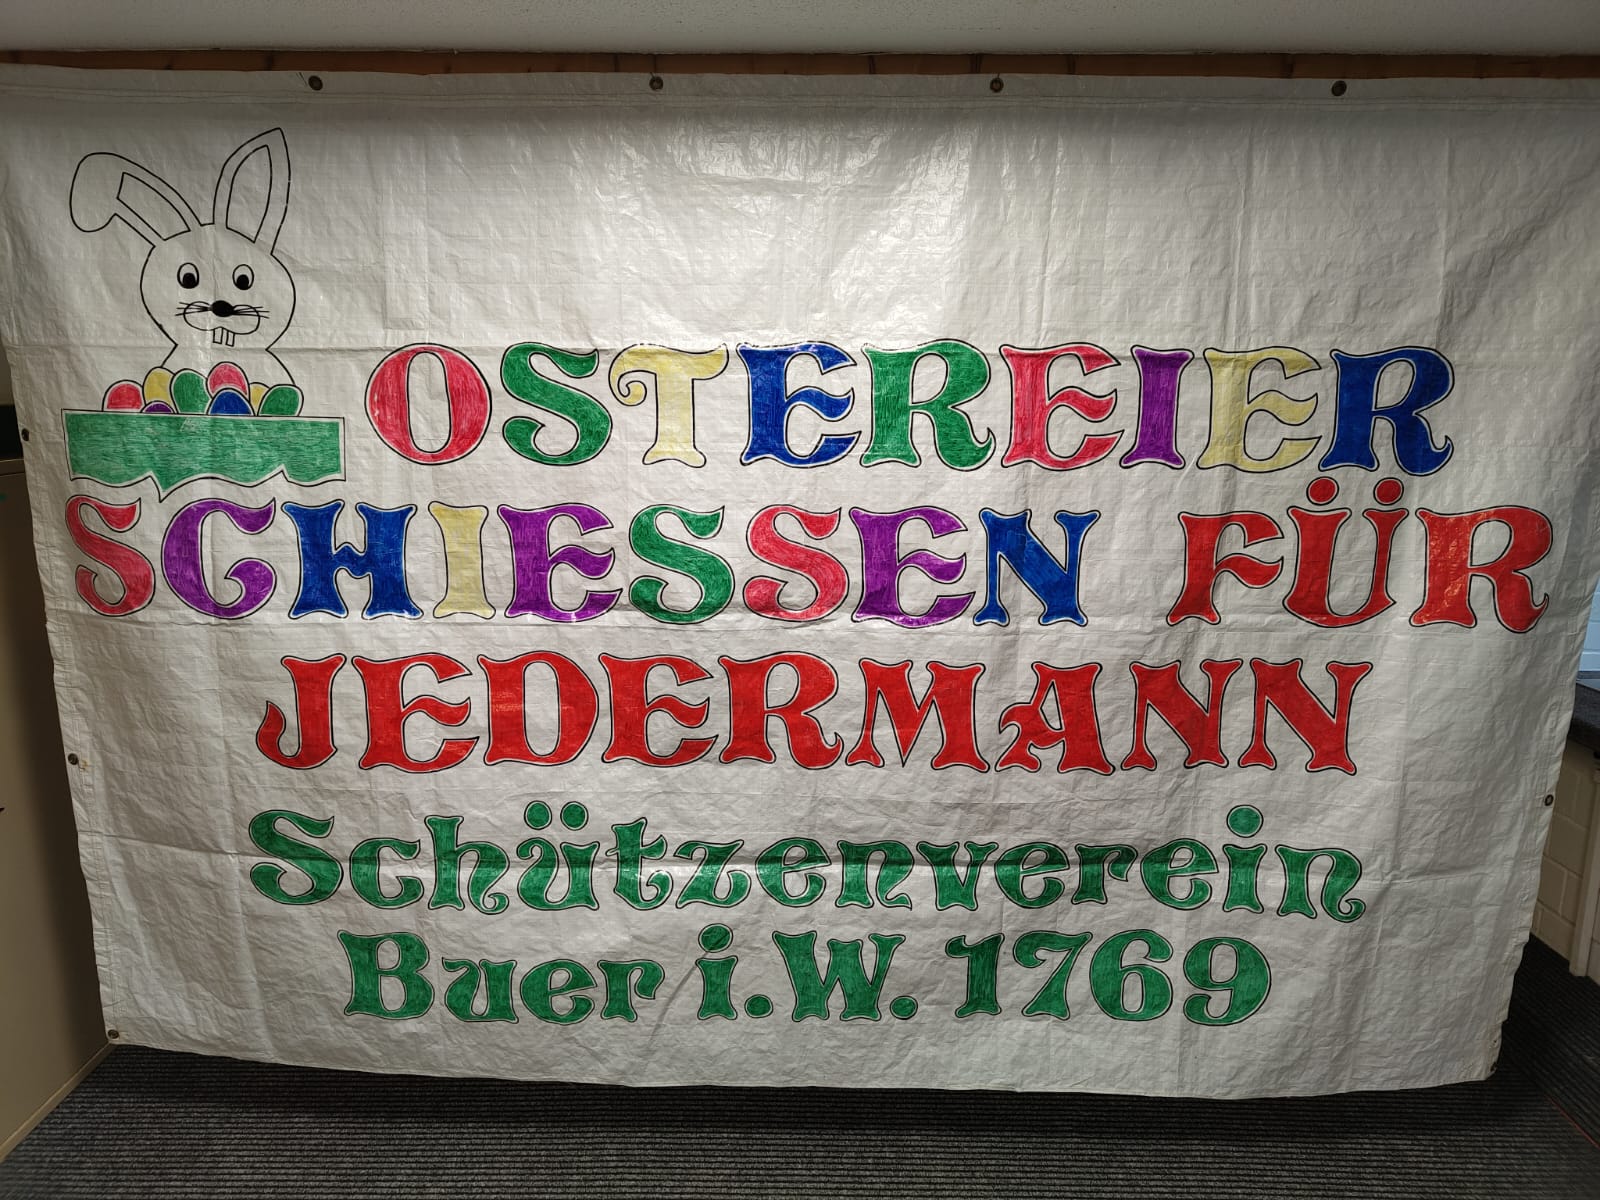 OSTEREIER
SCHIESSEN FÜR
JEDERMANN
Schützenverein
Buer i.W. 1769